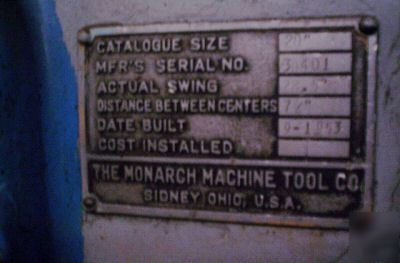 CATALOGUE SIZE 20"
MFR'S SERIAL NO.
ACTUAL SWING
DISTANCE BETWEEN CENTERS
DATE BUILT
COST INSTALLED
THE MONARCH MACHINE TOOL CO.
SIDNEY, OHIO, U.S.A.